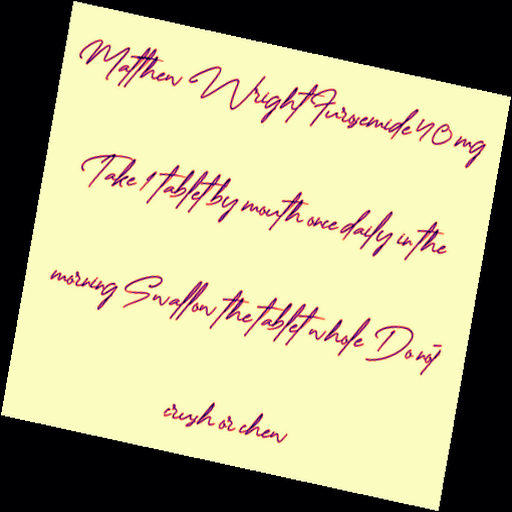 Matthew Wright Furosemide 40 mg
Take 1 tablet by mouth once daily in the
morning Swallow the tablet whole Do not
crush or chew